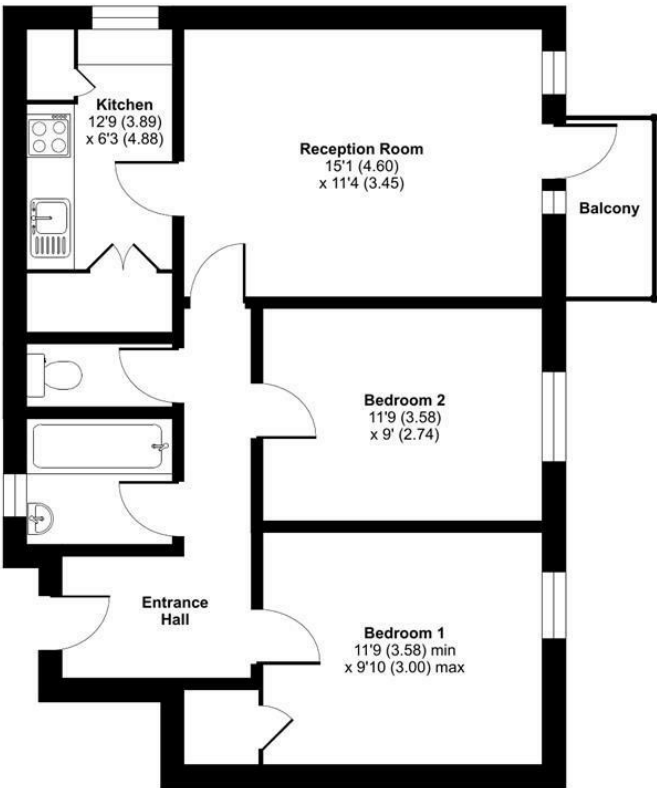 Kitchen
12'9 (3.89)
x 6'3 (4.88)
Reception Room
15'1 (4.60)
x 11'4 (3.45)
Balcony
Bedroom 2
11'9 (3.58)
x 9' (2.74)
Entrance
Hall
Bedroom 1
11'9 (3.58) min
x 9'10 (3.00) max